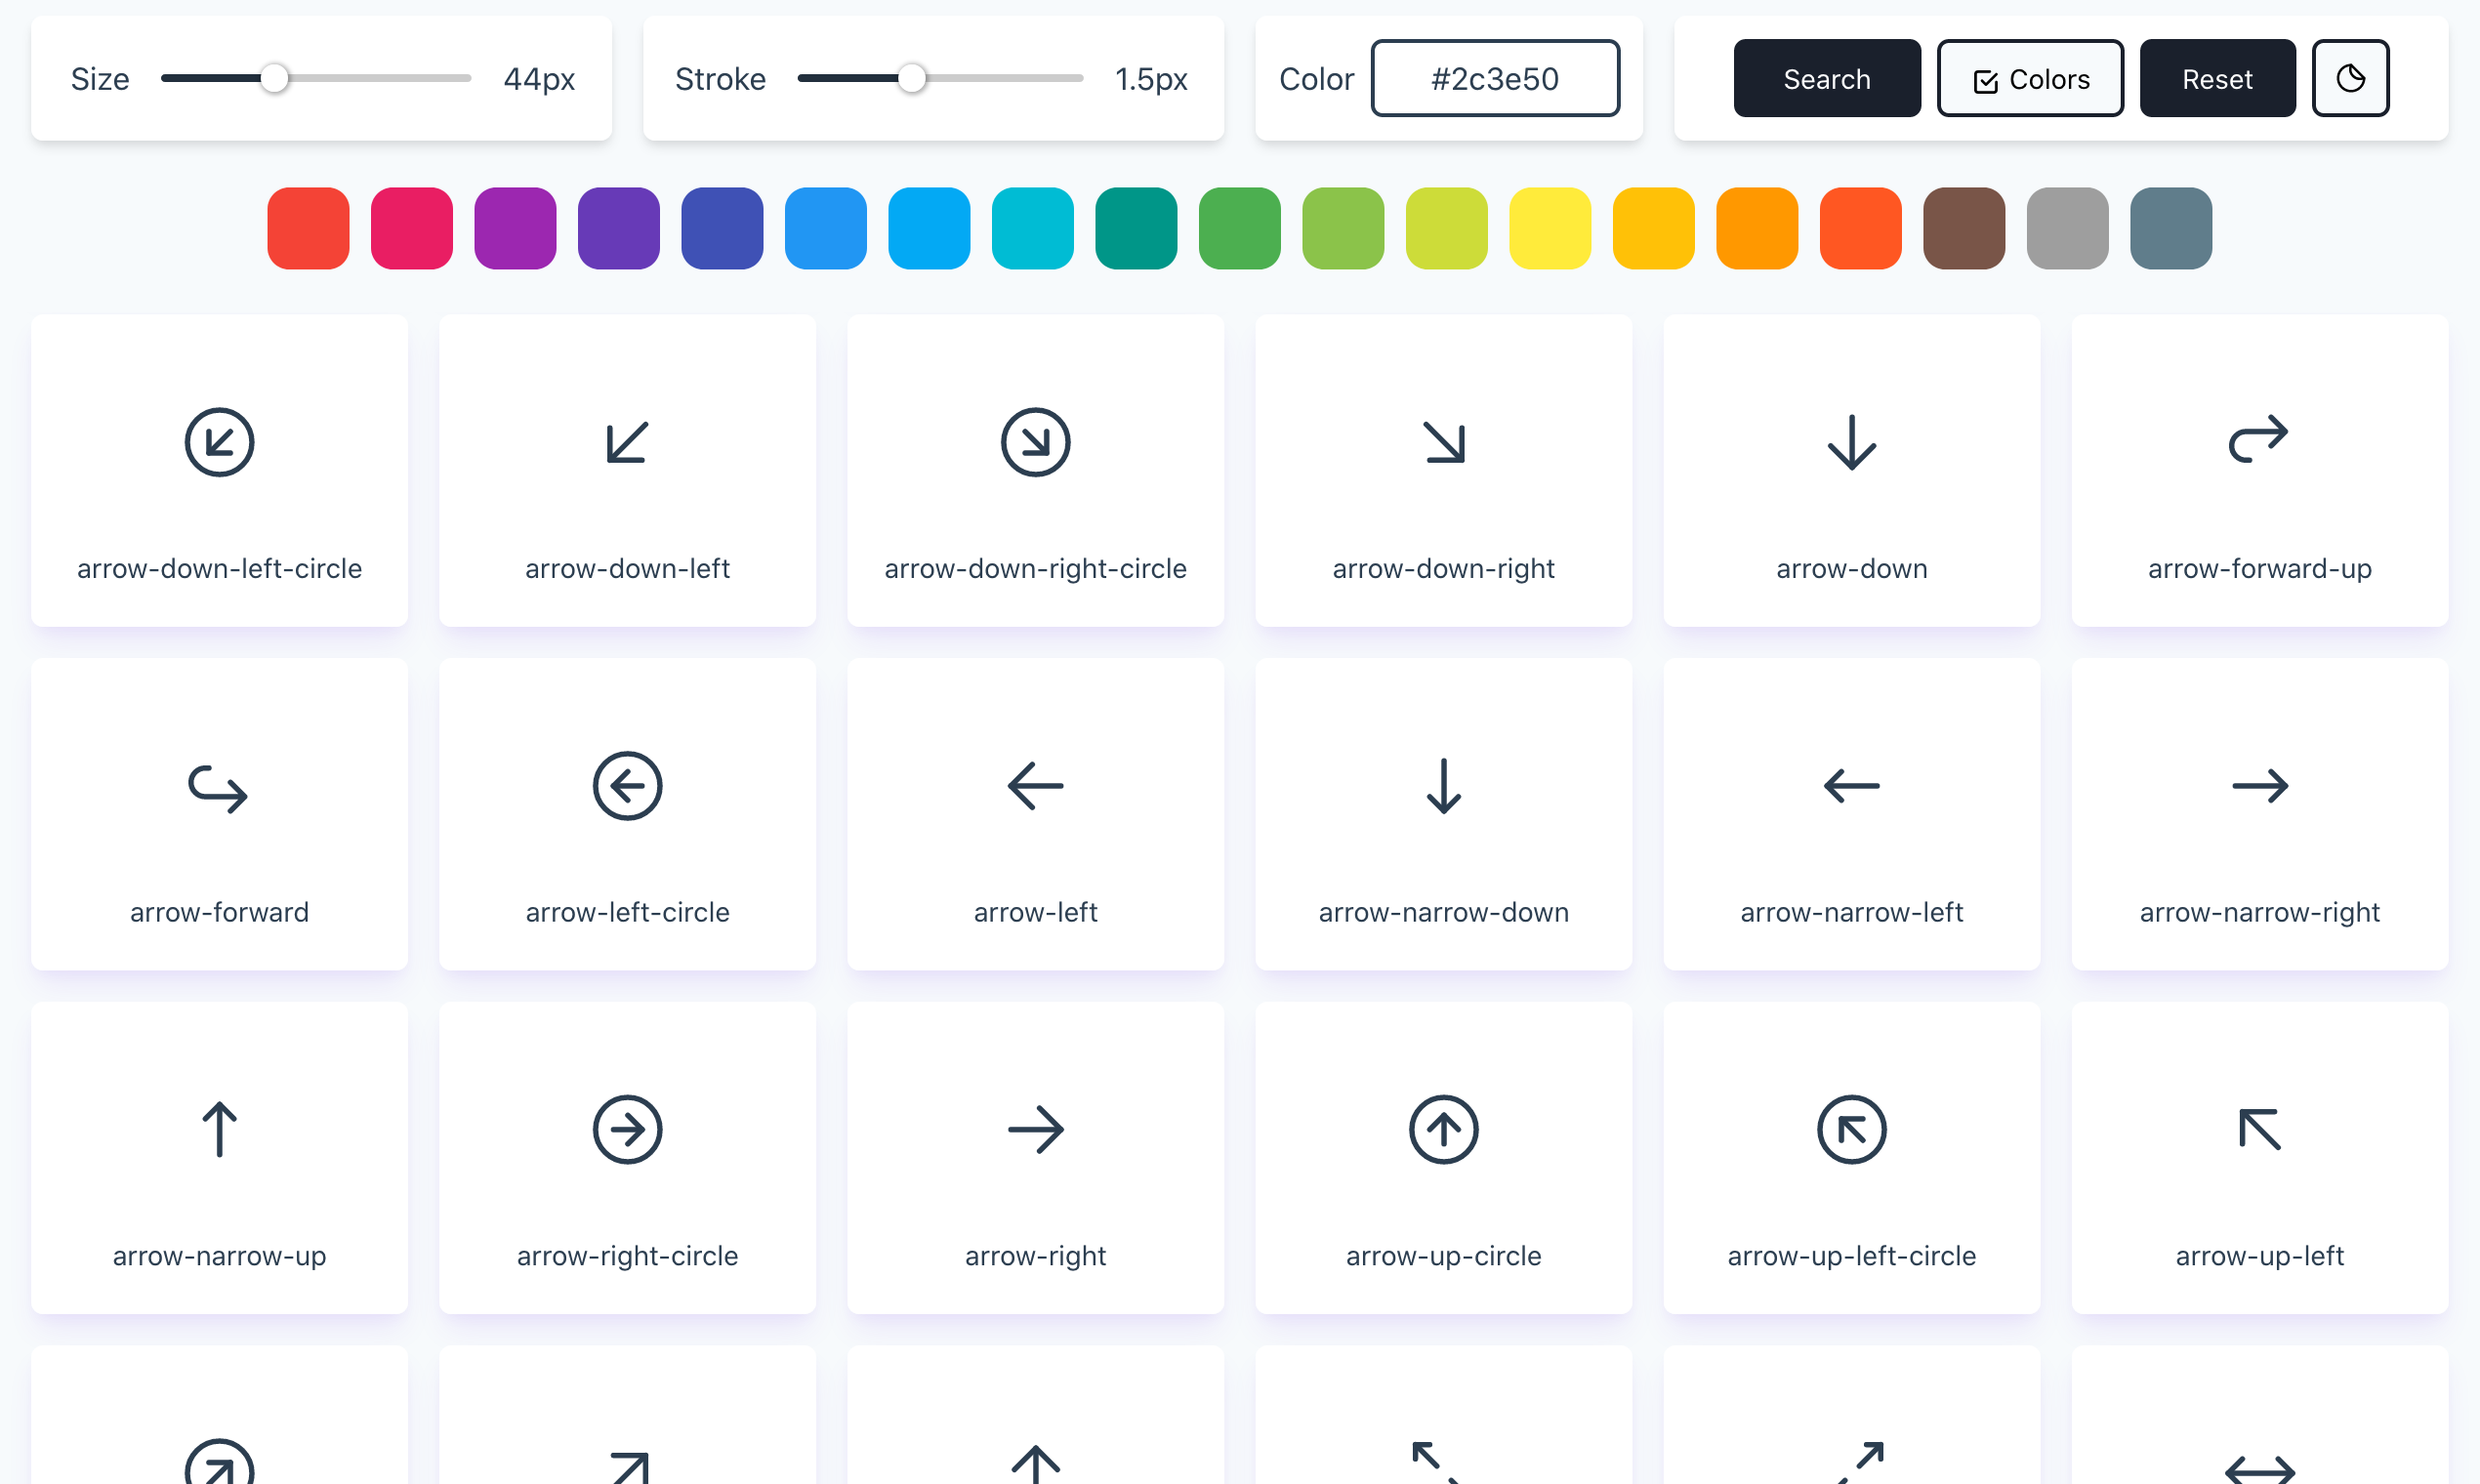 Size 44px Stroke 1.5px Color #2c3e50 Search Colors Reset
arrow-down-left-circle arrow-down-left arrow-down-right-circle arrow-down-right arrow-down arrow-forward-up
arrow-forward arrow-left-circle arrow-left arrow-narrow-down arrow-narrow-left arrow-narrow-right
arrow-narrow-up arrow-right-circle arrow-right arrow-up-circle arrow-up-left-circle arrow-up-left